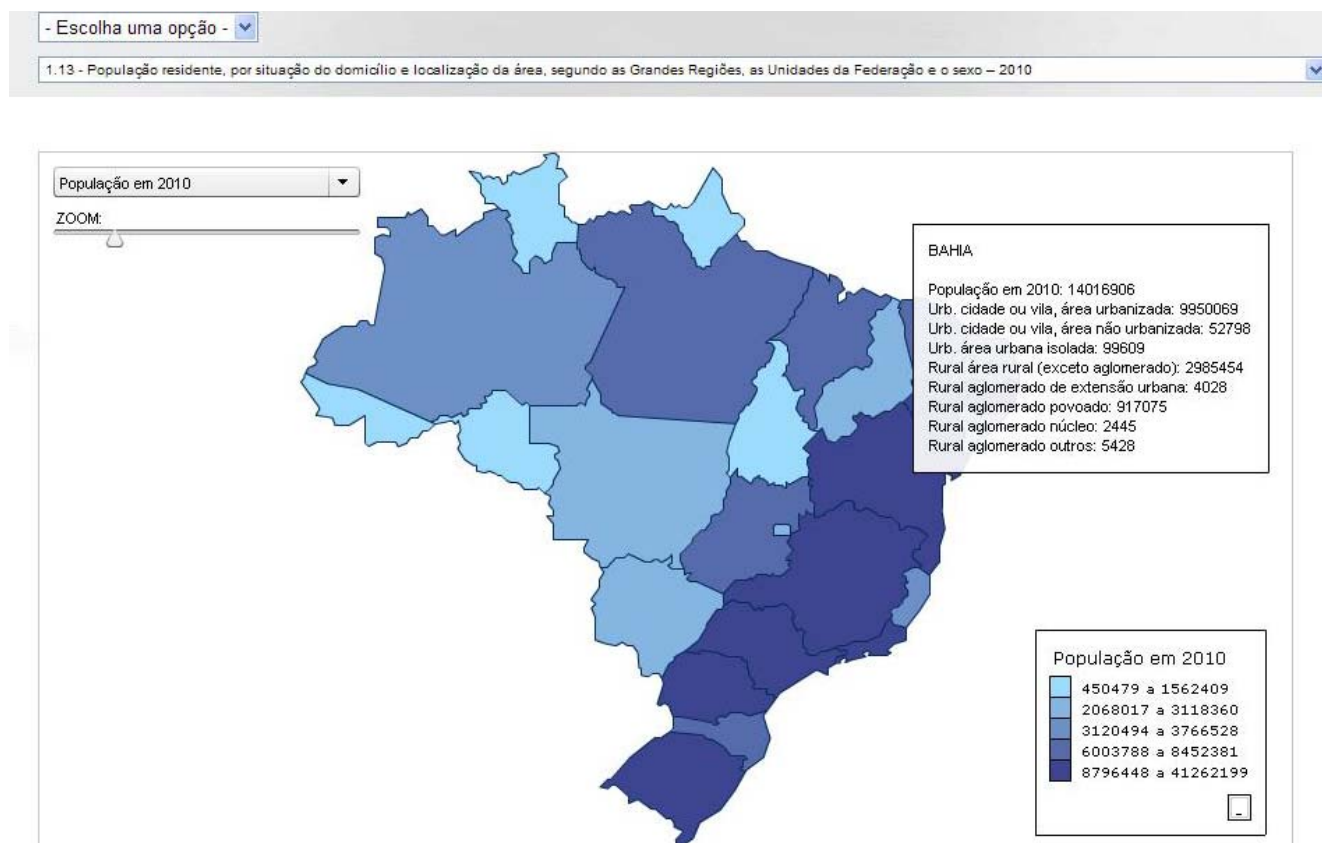 - Escolha uma opção -
1.13 - População residente, por situação do domicílio e localização da área, segundo as Grandes Regiões, as Unidades da Federação e o sexo – 2010
População em 2010
ZOOM:
BAHIA
População em 2010: 14016906
Urb. cidade ou vila, área urbanizada: 9950069
Urb. cidade ou vila, área não urbanizada: 52798
Urb. área urbana isolada: 99609
Rural área rural (exceto aglomerado): 2985454
Rural aglomerado de extensão urbana: 4028
Rural aglomerado povoado: 917075
Rural aglomerado núcleo: 2445
Rural aglomerado outros: 5428
População em 2010
450479 a 1562409
2068017 a 3118360
3120494 a 3766528
6003788 a 8452381
8796448 a 41262199